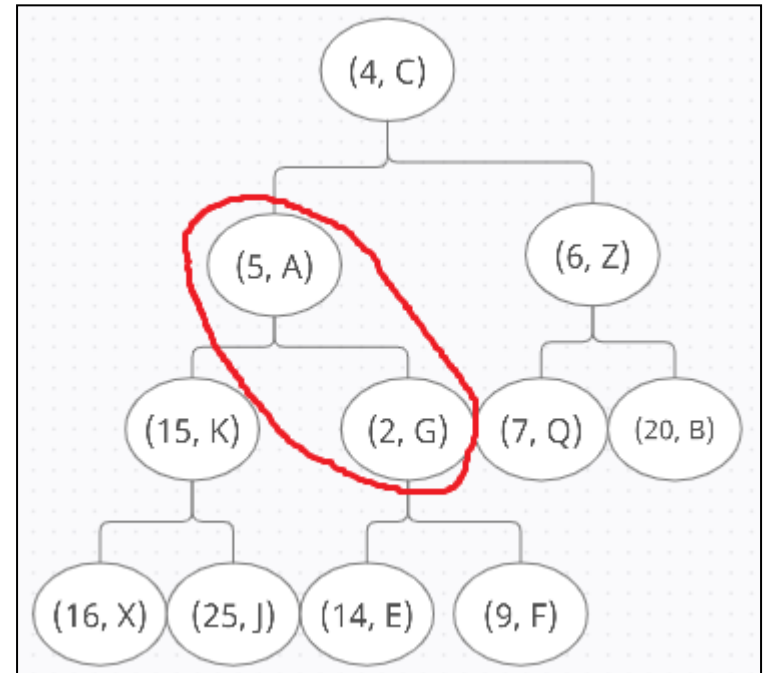 (4, C)
(5, A)
(6, Z)
(15, K)
(2, G)
(7, Q)
(20, B)
(16, X)
(25, J)
(14, E)
(9, F)